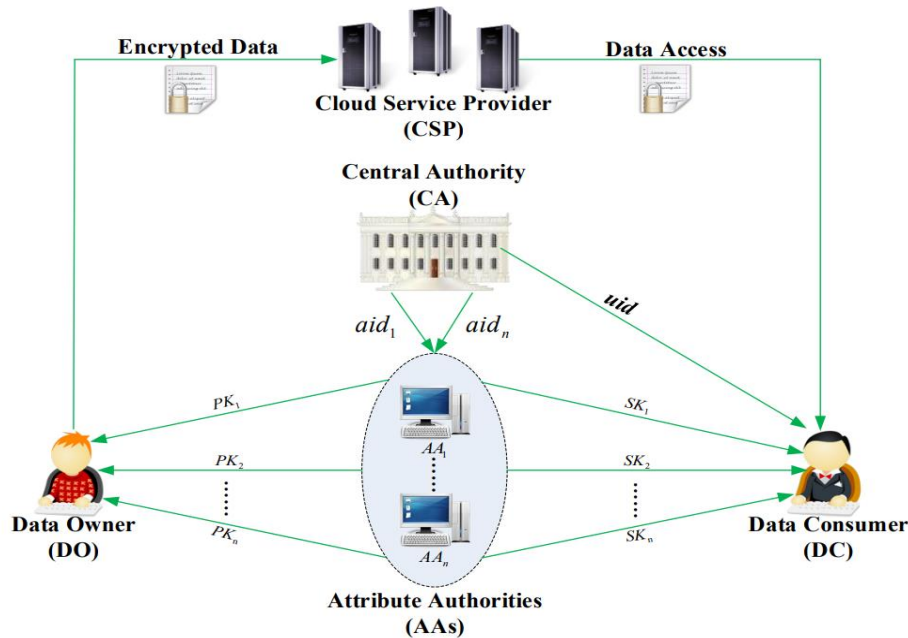 Encrypted Data
Data Access
Cloud Service Provider
(CSP)
Central Authority
(CA)
aid1
aidn
uid
PK1
SK1
AA1
PK2
SK2
PKn
SKn
AAn
Data Owner
(DO)
Data Consumer
(DC)
Attribute Authorities
(AAs)